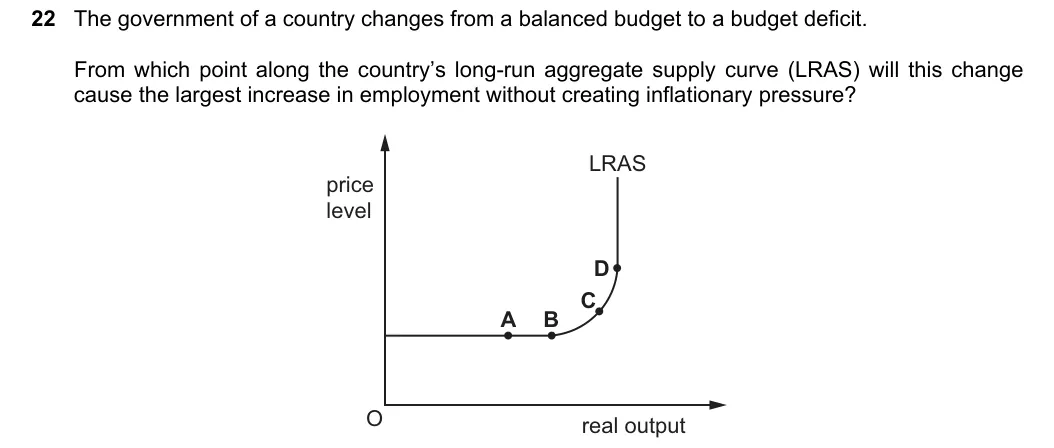 22 The government of a country changes from a balanced budget to a budget deficit.
From which point along the country's long-run aggregate supply curve (LRAS) will this change
cause the largest increase in employment without creating inflationary pressure?
LRAS
price
level
D
C
A B
O
real output